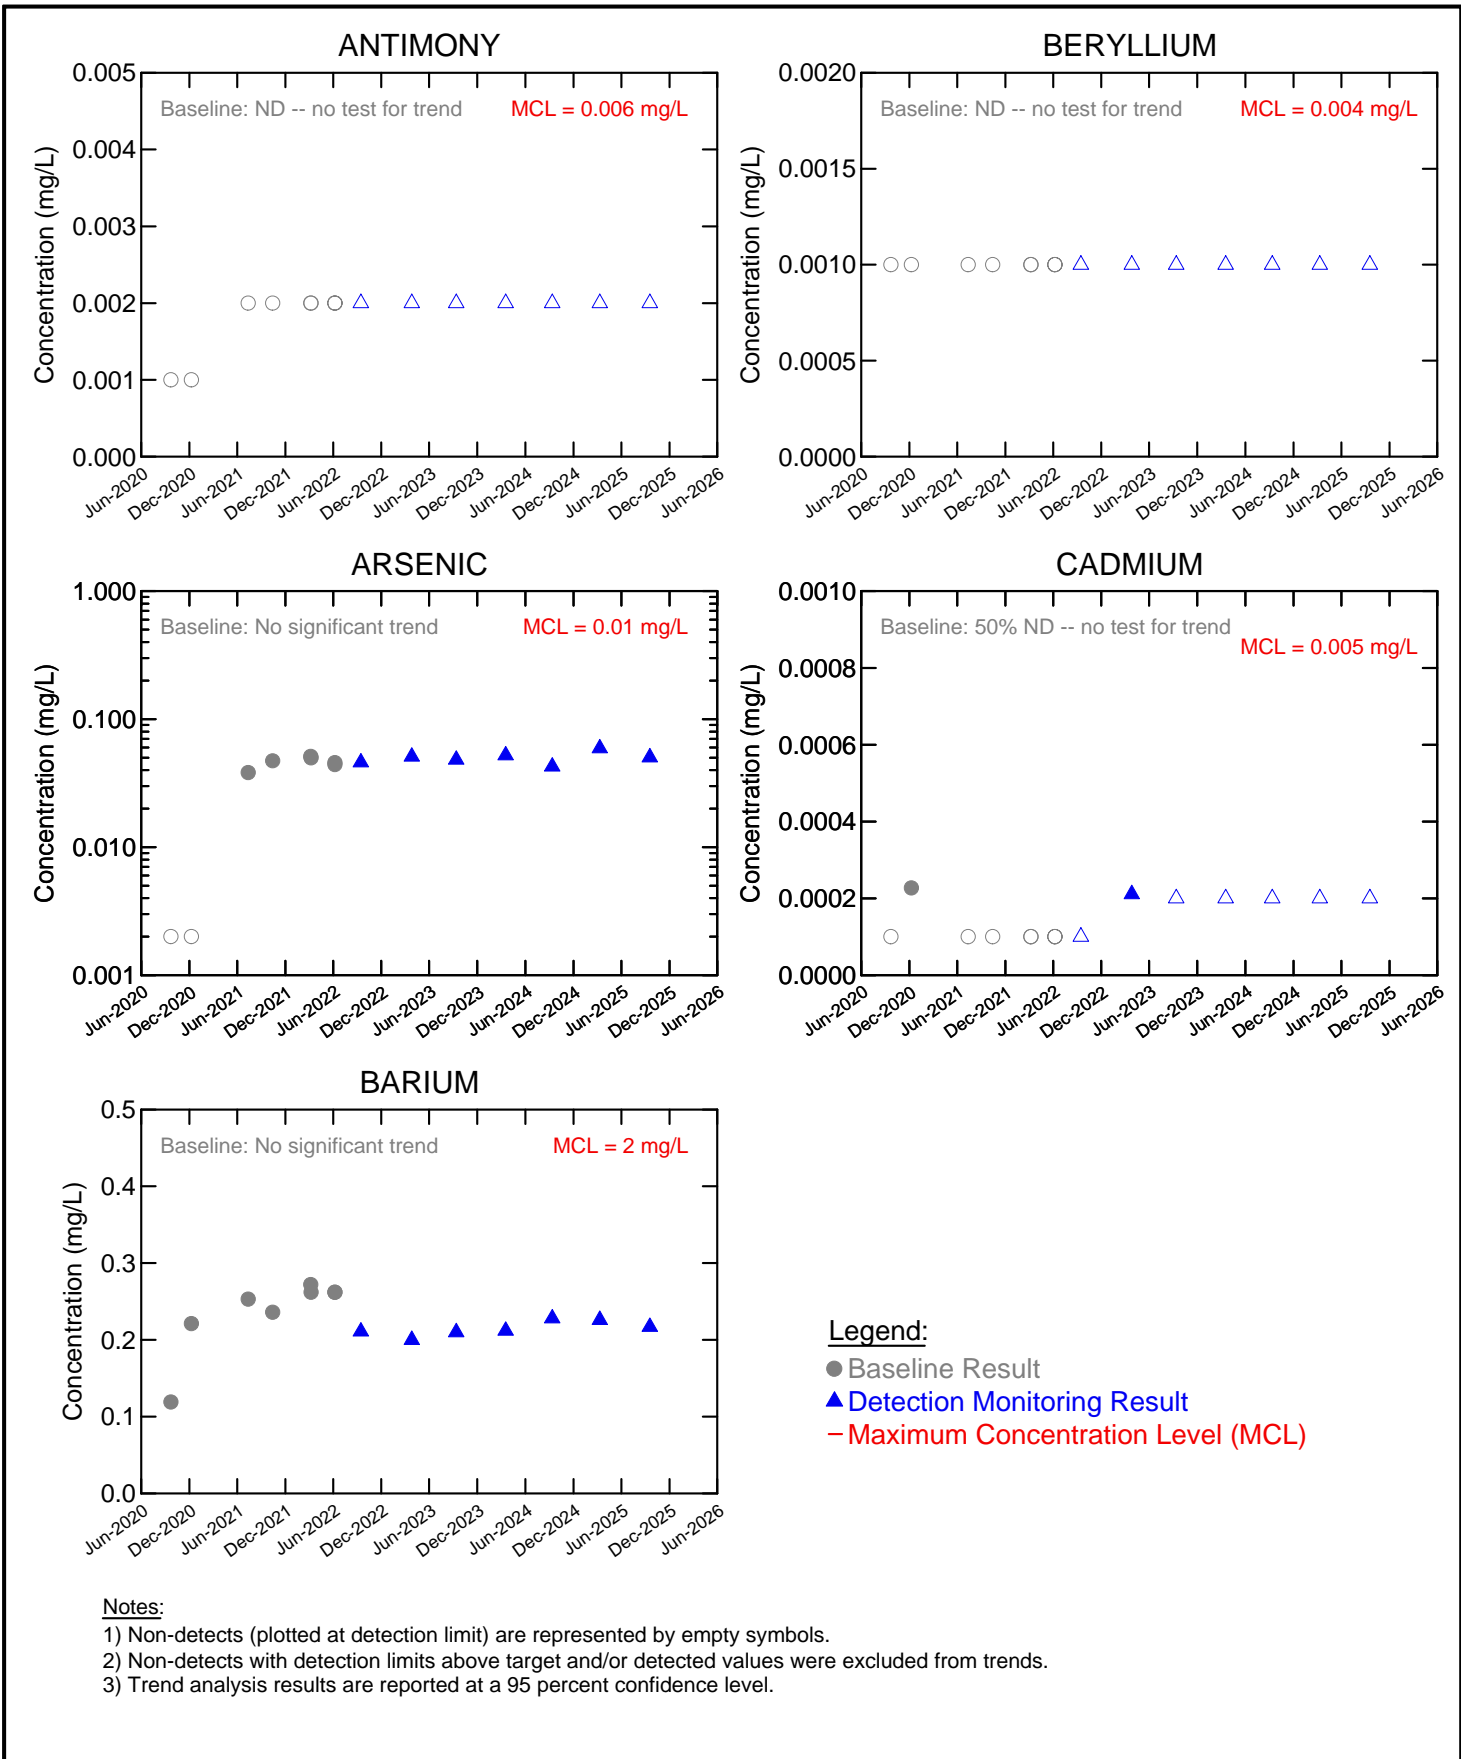 ANTIMONY
Baseline: ND -- no test for trend
MCL = 0.006 mg/L
Concentration (mg/L)
0.005
0.004
0.003
0.002
0.001
0.000
Jun-2020 Dec-2020 Jun-2021 Dec-2021 Jun-2022 Dec-2022 Jun-2023 Dec-2023 Jun-2024 Dec-2024 Jun-2025 Dec-2025 Jun-2026
BERYLLIUM
Baseline: ND -- no test for trend
MCL = 0.004 mg/L
Concentration (mg/L)
0.0020
0.0015
0.0010
0.0005
0.0000
Jun-2020 Dec-2020 Jun-2021 Dec-2021 Jun-2022 Dec-2022 Jun-2023 Dec-2023 Jun-2024 Dec-2024 Jun-2025 Dec-2025 Jun-2026
ARSENIC
Baseline: No significant trend
MCL = 0.01 mg/L
Concentration (mg/L)
1.000
0.100
0.010
0.001
Jun-2020 Dec-2020 Jun-2021 Dec-2021 Jun-2022 Dec-2022 Jun-2023 Dec-2023 Jun-2024 Dec-2024 Jun-2025 Dec-2025 Jun-2026
CADMIUM
Baseline: 50% ND -- no test for trend
MCL = 0.005 mg/L
Concentration (mg/L)
0.0010
0.0008
0.0006
0.0004
0.0002
0.0000
Jun-2020 Dec-2020 Jun-2021 Dec-2021 Jun-2022 Dec-2022 Jun-2023 Dec-2023 Jun-2024 Dec-2024 Jun-2025 Dec-2025 Jun-2026
BARIUM
Baseline: No significant trend
MCL = 2 mg/L
Concentration (mg/L)
0.5
0.4
0.3
0.2
0.1
0.0
Jun-2020 Dec-2020 Jun-2021 Dec-2021 Jun-2022 Dec-2022 Jun-2023 Dec-2023 Jun-2024 Dec-2024 Jun-2025 Dec-2025 Jun-2026
Legend:
Baseline Result
Detection Monitoring Result
Maximum Concentration Level (MCL)
Notes:
1) Non-detects (plotted at detection limit) are represented by empty symbols.
2) Non-detects with detection limits above target and/or detected values were excluded from trends.
3) Trend analysis results are reported at a 95 percent confidence level.